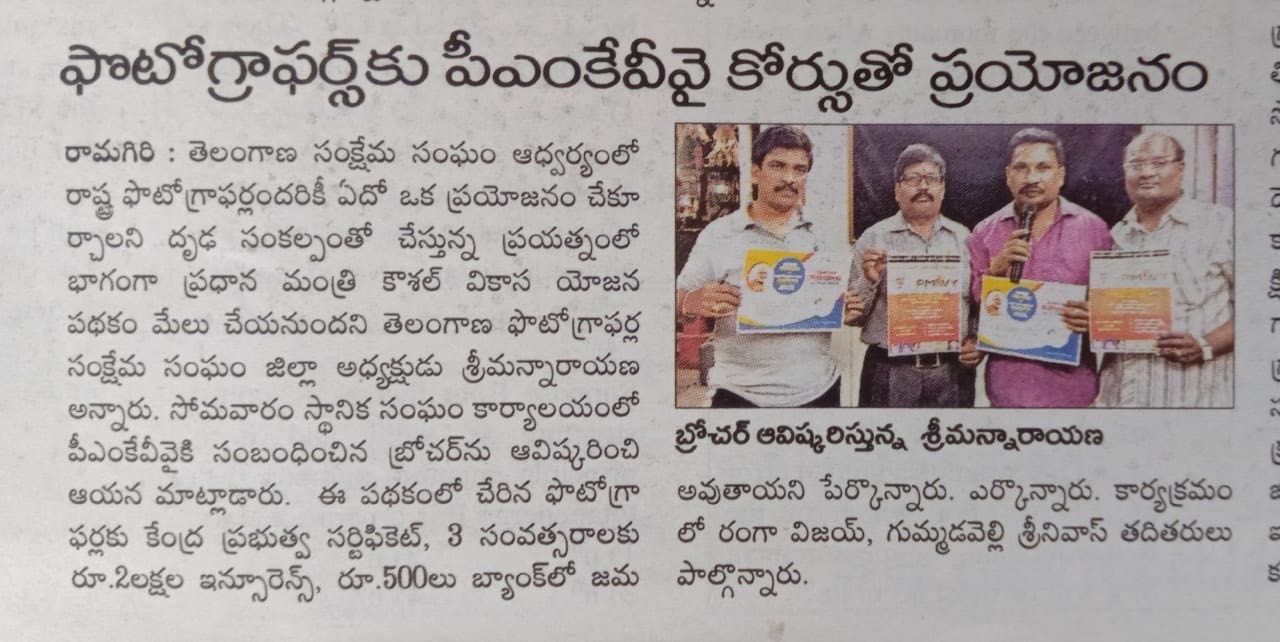 ఫొటోగ్రాఫర్స్‌కు పీఎంకేవీవై కోర్సుతో ప్రయోజనం
రామగిరి : తెలంగాణ సంక్షేమ సంఘం ఆధ్వర్యంలో
రాష్ట్ర ఫొటోగ్రాఫర్లందరికీ ఏదో ఒక ప్రయోజనం చేకూ
ర్చాలని దృఢ సంకల్పంతో చేస్తున్న ప్రయత్నంలో
భాగంగా ప్రధాన మంత్రి కౌశల్ వికాస యోజన
పథకం మేలు చేయనుందని తెలంగాణ ఫొటోగ్రాఫర్ల
సంక్షేమ సంఘం జిల్లా అధ్యక్షుడు శ్రీమన్నారాయణ
అన్నారు. సోమవారం స్థానిక సంఘం కార్యాలయంలో
పీఎంకేవీవైకి సంబంధించిన బ్రోచర్‌ను ఆవిష్కరించి
ఆయన మాట్లాడారు. ఈ పథకంలో చేరిన ఫొటోగ్రా
ఫర్లకు కేంద్ర ప్రభుత్వ సర్టిఫికెట్, 3 సంవత్సరాలకు
రూ.2లక్షల ఇన్సూరెన్స్, రూ.500లు బ్యాంక్‌లో జమ
PMKVY
PMKVY
బ్రోచర్ ఆవిష్కరిస్తున్న శ్రీమన్నారాయణ
అవుతాయని పేర్కొన్నారు. ఎర్కొన్నారు. కార్యక్రమం
లో రంగా విజయ్, గుమ్మడవెల్లి శ్రీనివాస్ తదితరులు
పాల్గొన్నారు.